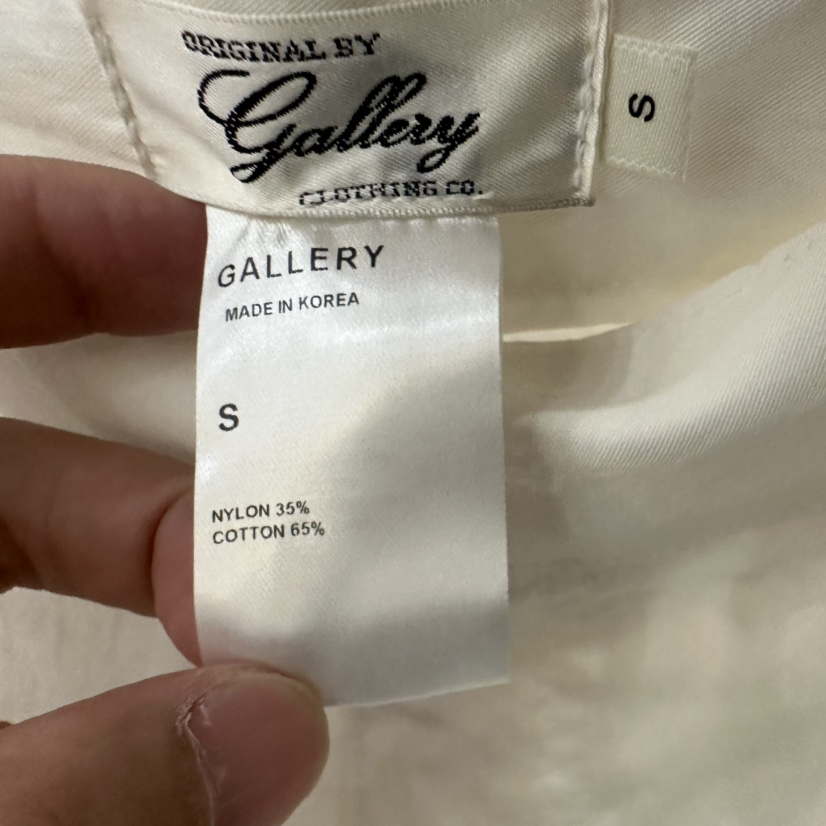 ORIGINAL BY
Gallery
CLOTHING CO.
S
GALLERY
MADE IN KOREA
S
NYLON 35%
COTTON 65%